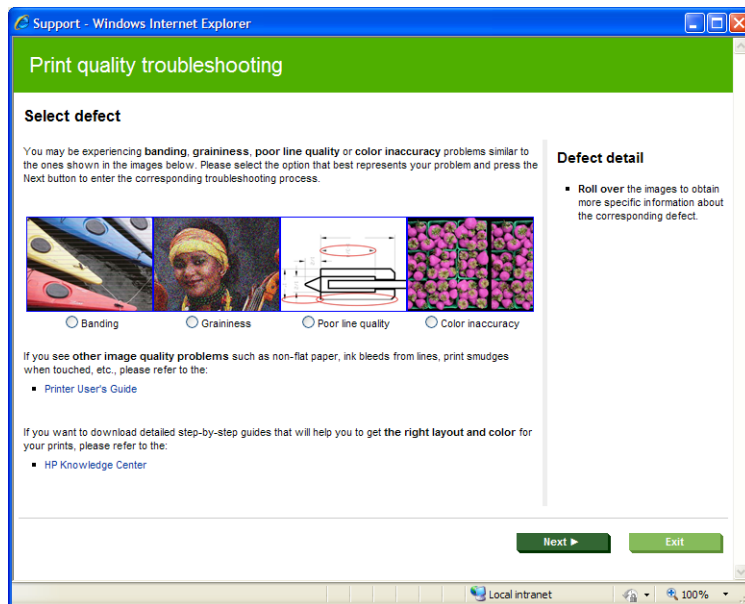 Support - Windows Internet Explorer
Print quality troubleshooting
Select defect
You may be experiencing banding, graininess, poor line quality or color inaccuracy problems similar to
the ones shown in the images below. Please select the option that best represents your problem and press the
Next button to enter the corresponding troubleshooting process.
Banding
Graininess
Poor line quality
Color inaccuracy
If you see other image quality problems such as non-flat paper, ink bleeds from lines, print smudges
when touched, etc., please refer to the:
Printer User's Guide
If you want to download detailed step-by-step guides that will help you to get the right layout and color for
your prints, please refer to the:
HP Knowledge Center
Defect detail
Roll over the images to obtain
more specific information about
the corresponding defect.
Next
Exit
Local intranet
100%